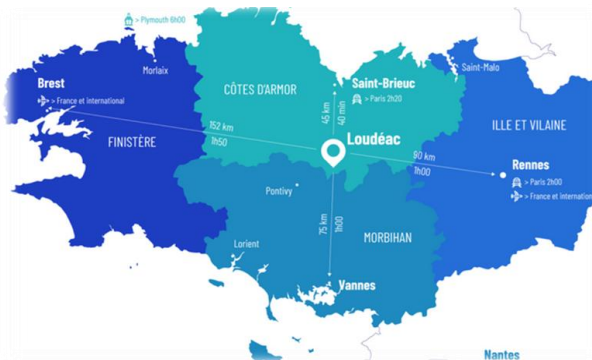 > Plymouth 6h00
Morlaix
Brest
> France et international
FINISTÈRE
CÔTES D'ARMOR
Saint-Brieuc
> Paris 2h20
45 km
40 min
Saint-Malo
ILLE ET VILAINE
152 km
1h50
Loudéac
90 km
1h00
Rennes
> Paris 2h00
> France et internation
Pontivy
75 km
1h00
MORBIHAN
Lorient
Vannes
Nantes